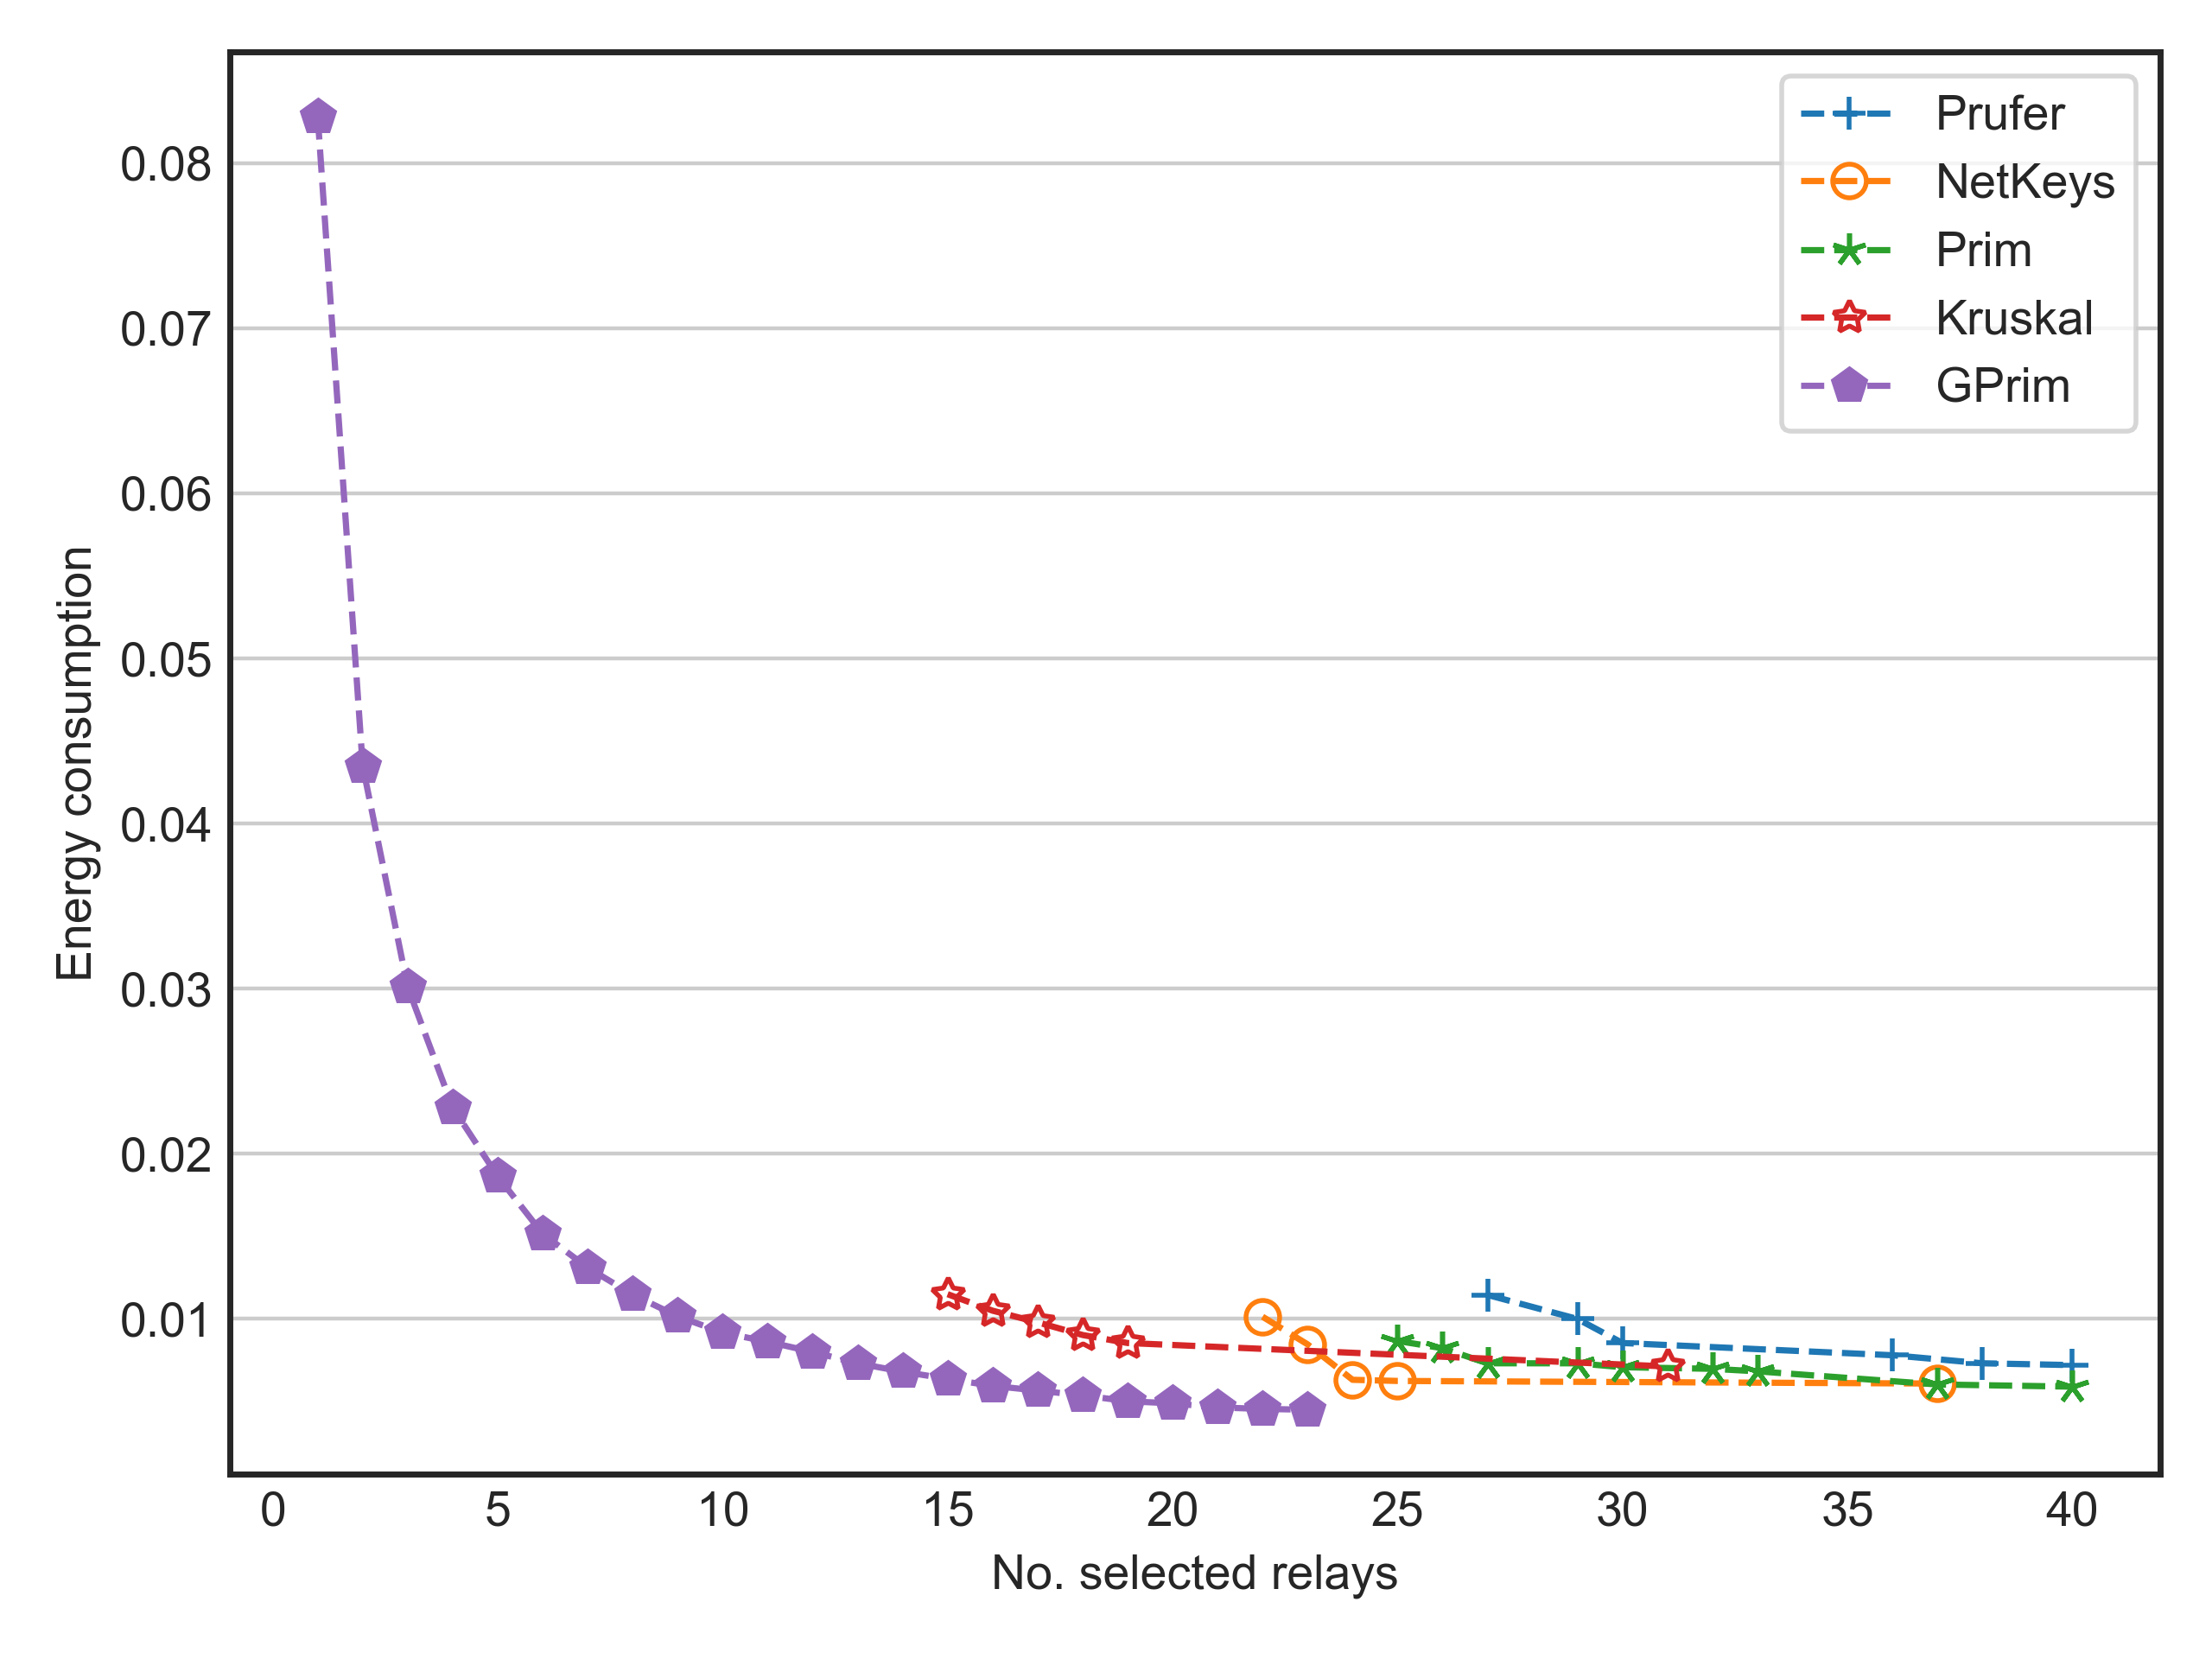 Prufer
NetKeys
Prim
Kruskal
GPrim
0.08
0.07
0.06
0.05
0.04
0.03
0.02
0.01
Energy consumption
0 5 10 15 20 25 30 35 40
No. selected relays